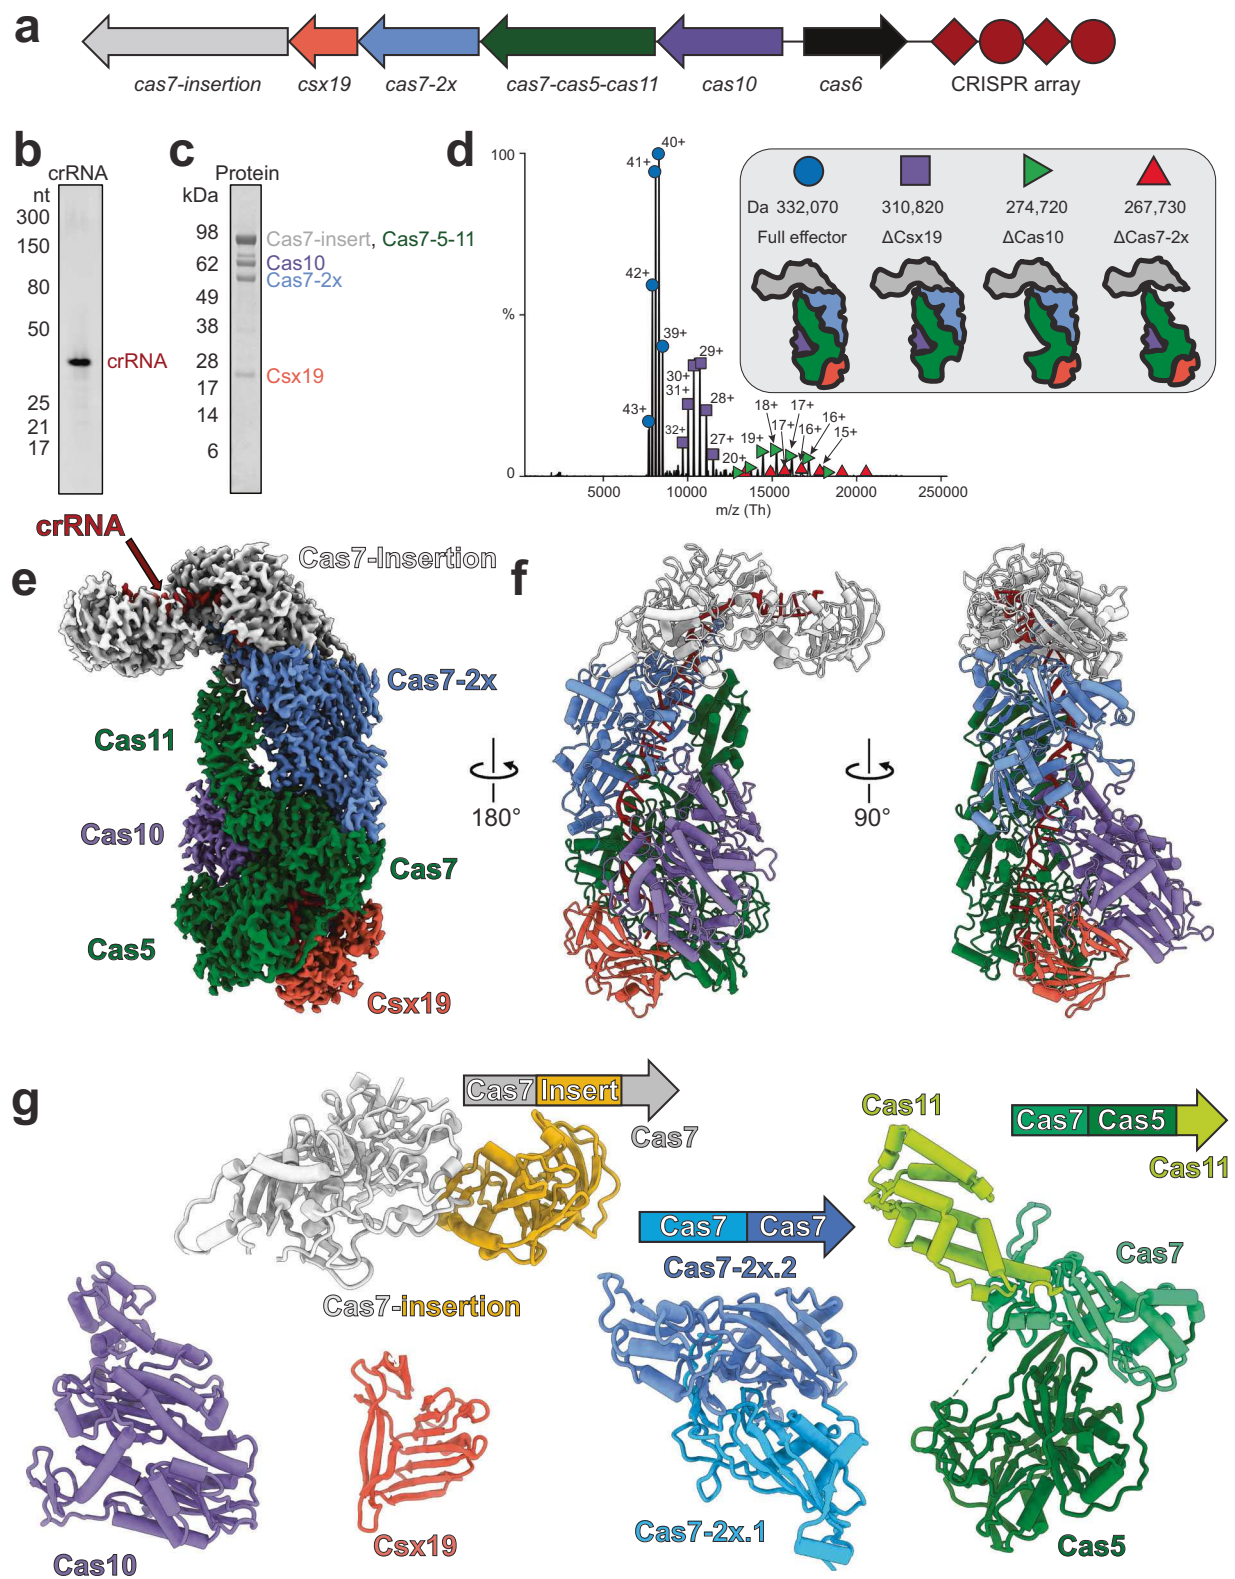 a
cas7-insertion csx19 cas7-2x cas7-cas5-cas11 cas10 cas6 CRISPR array
b
crRNA
nt
300
150
80
50
25
21
17
crRNA
c
Protein
kDa
98
62
49
38
28
17
14
6
Cas7-insert, Cas7-5-11
Cas10
Cas7-2x
Csx19
d
100
%
0
40+
41+
42+
39+
43+
29+
30+
31+
28+
32+
27+
20+
19+
18+
17+
17+
16+
16+
15+
5000 10000 15000 20000 250000
m/z (Th)
Da 332,070 310,820 274,720 267,730
Full effector ΔCsx19 ΔCas10 ΔCas7-2x
e
crRNA
Cas7-Insertion
Cas7-2x
Cas11
Cas10
Cas7
Cas5
Csx19
180°
f
90°
g
Cas7 Insert
Cas7
Cas7-insertion
Cas11
Cas7 Cas5
Cas11
Cas7 Cas7
Cas7-2x.2
Cas7
Cas7-2x.1
Cas5
Csx19
Cas10